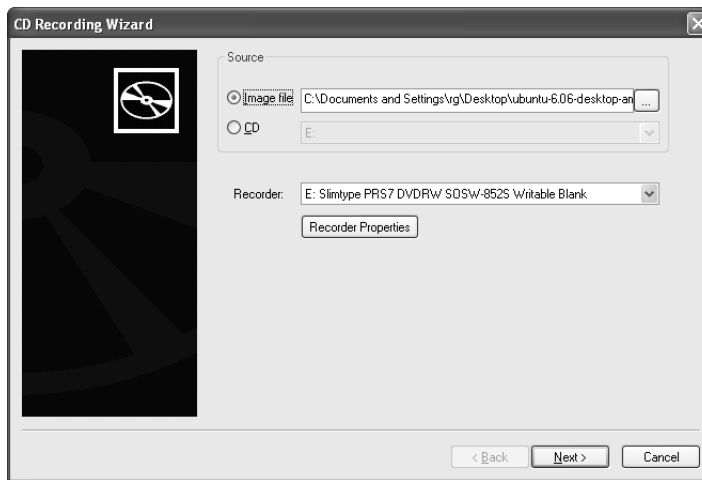 CD Recording Wizard
Source
Image file
C:\Documents and Settings\rg\Desktop\ubuntu-6.06-desktop-am
...
CD
E:
Recorder:
E: Slimtype PRS7 DVDRW SOSW-852S Writable Blank
Recorder Properties
< Back
Next >
Cancel